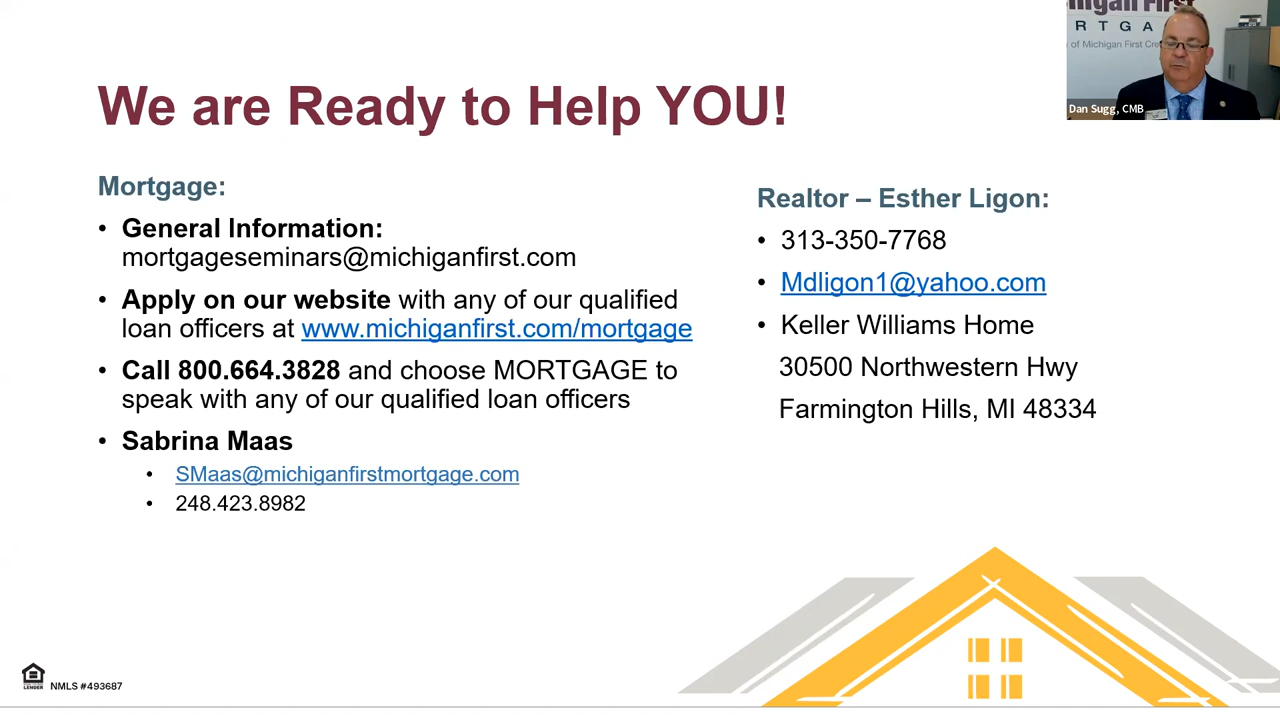 We are Ready to Help YOU!
Mortgage:
• General Information:
mortgageseminars@michiganfirst.com
• Apply on our website with any of our qualified
loan officers at www.michiganfirst.com/mortgage
• Call 800.664.3828 and choose MORTGAGE to
speak with any of our qualified loan officers
• Sabrina Maas
• SMaas@michiganfirstmortgage.com
• 248.423.8982
Realtor – Esther Ligon:
• 313-350-7768
• Mdligon1@yahoo.com
• Keller Williams Home
30500 Northwestern Hwy
Farmington Hills, MI 48334
First
R T G A
of Michigan First
Dan Sugg, CMB
NMLS #493687